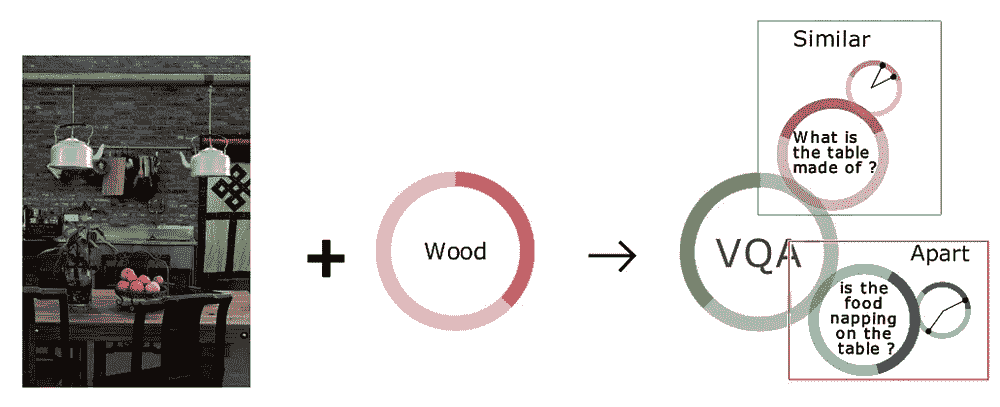 Similar
What is
the table
made of ?
+
Wood
→
VQA
Apart
is the
food
napping
on the
table ?